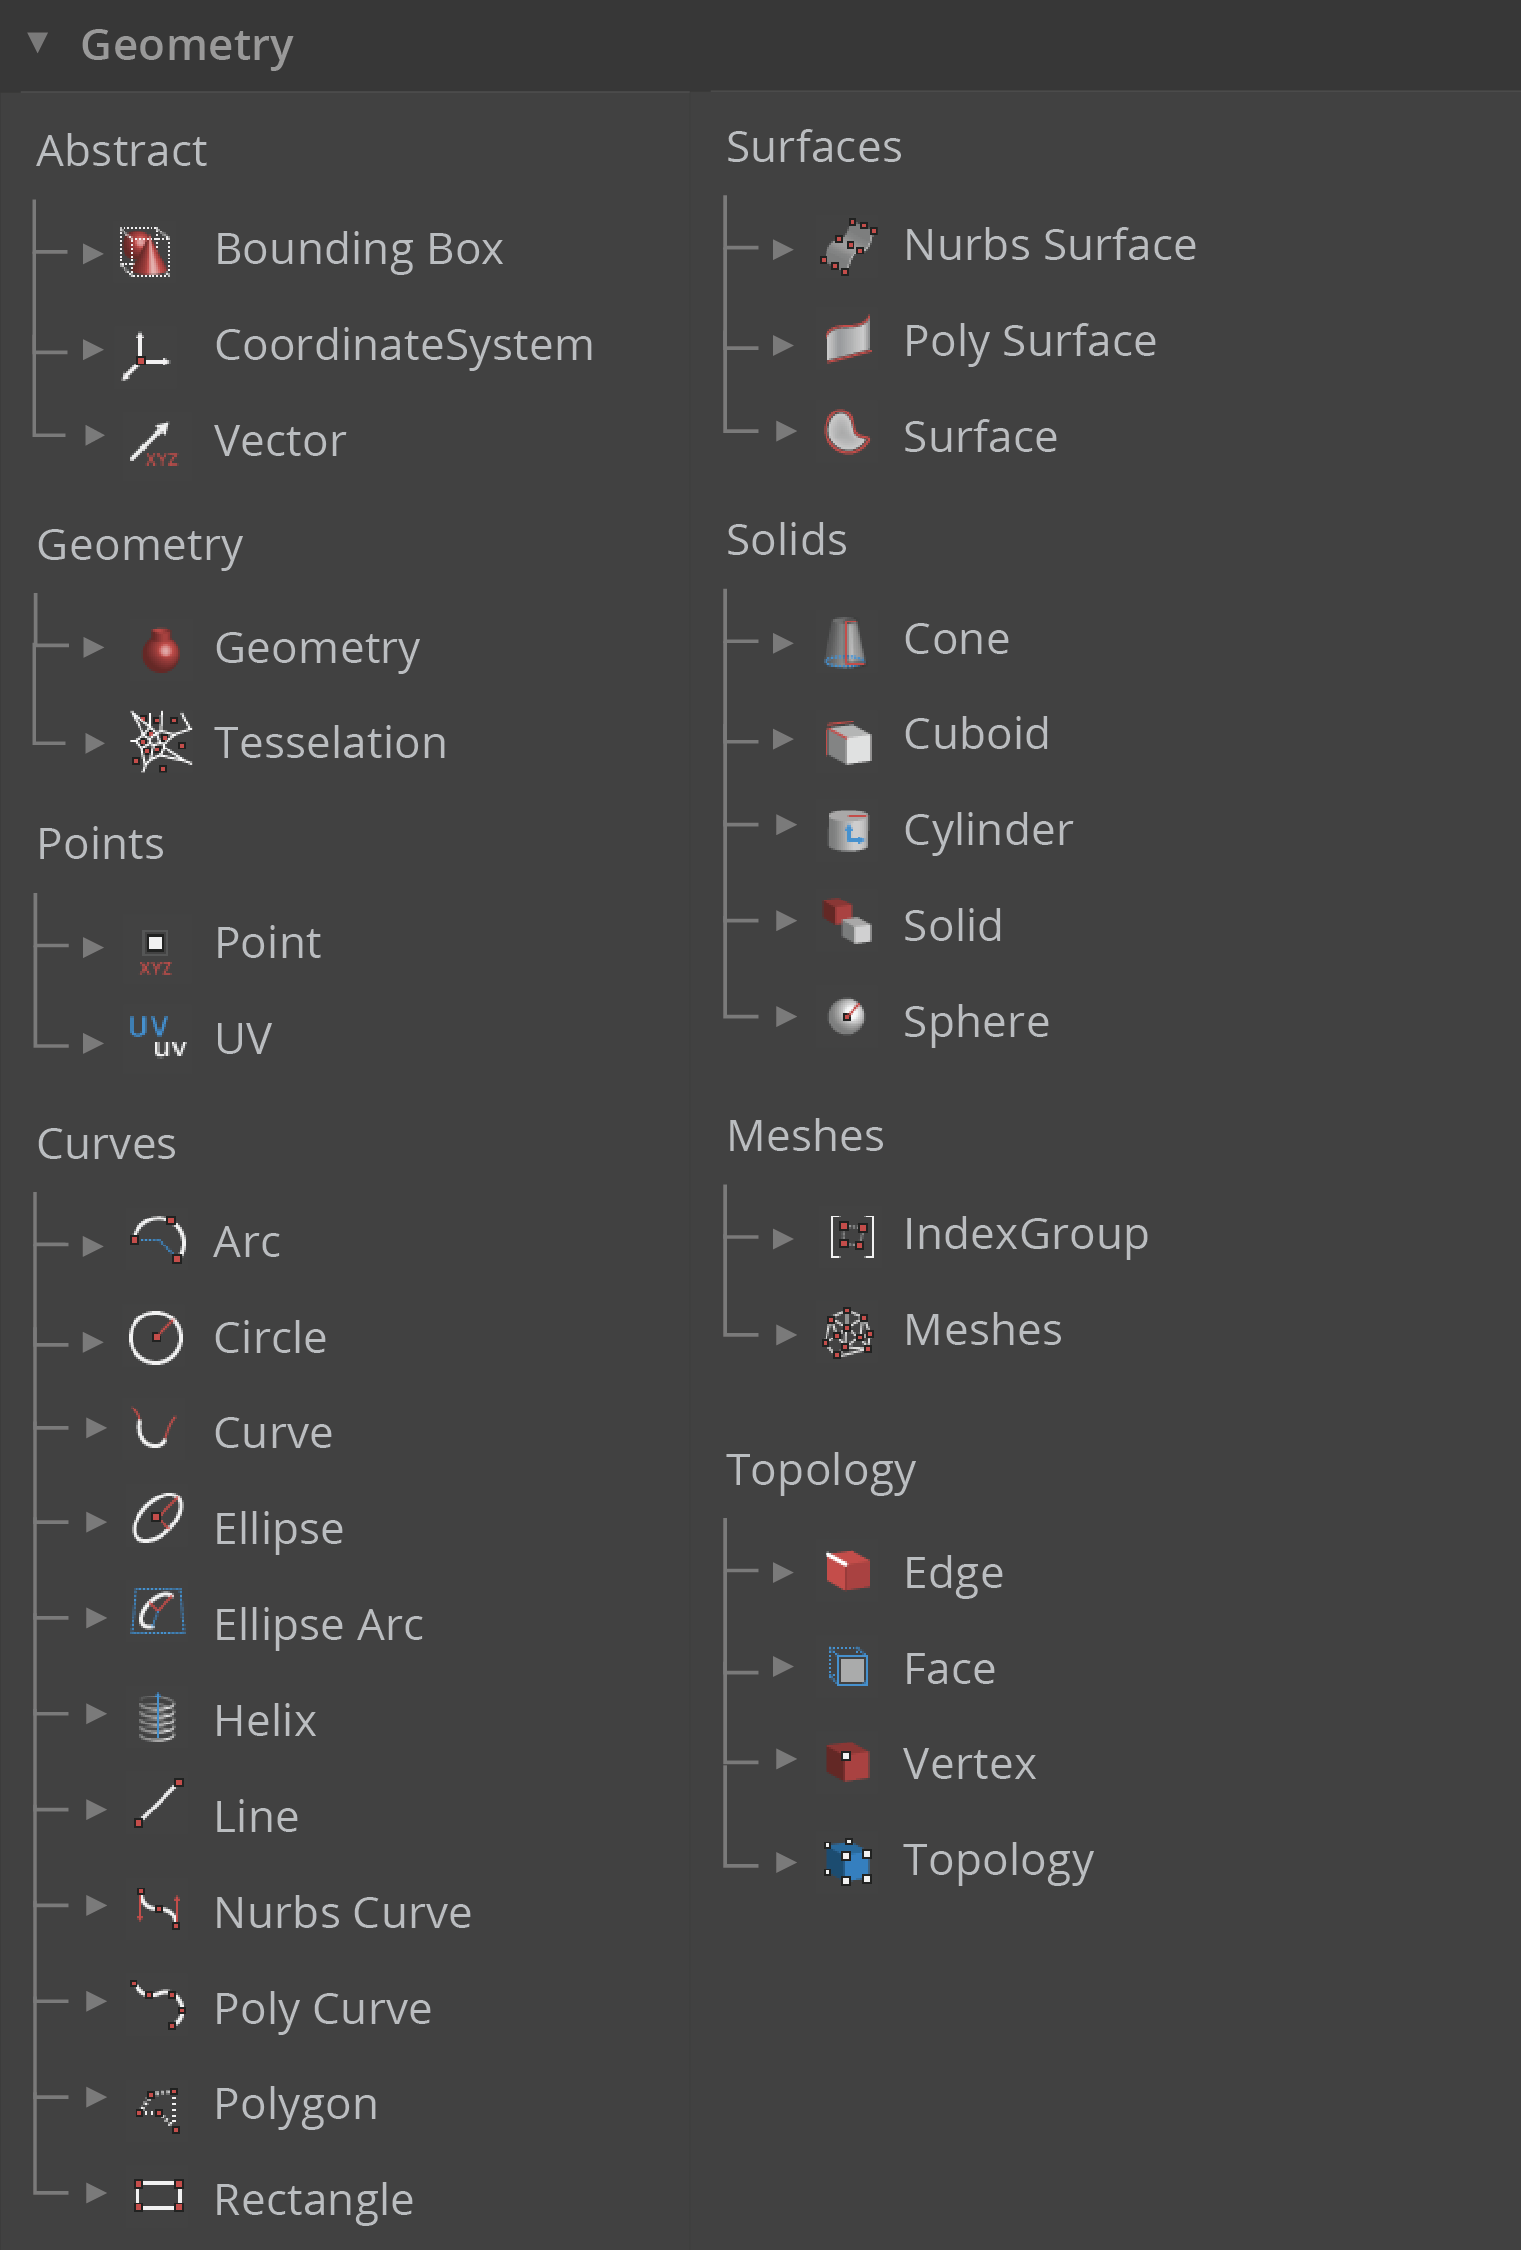 Geometry
Abstract
Bounding Box
CoordinateSystem
Vector
XYZ
Geometry
Geometry
Tesselation
Points
Point
XYZ
UV
uv
UV
Curves
Arc
Circle
Curve
Ellipse
Ellipse Arc
Helix
Line
Nurbs Curve
Poly Curve
Polygon
Rectangle
Surfaces
Nurbs Surface
Poly Surface
Surface
Solids
Cone
Cuboid
Cylinder
Solid
Sphere
Meshes
IndexGroup
Meshes
Topology
Edge
Face
Vertex
Topology